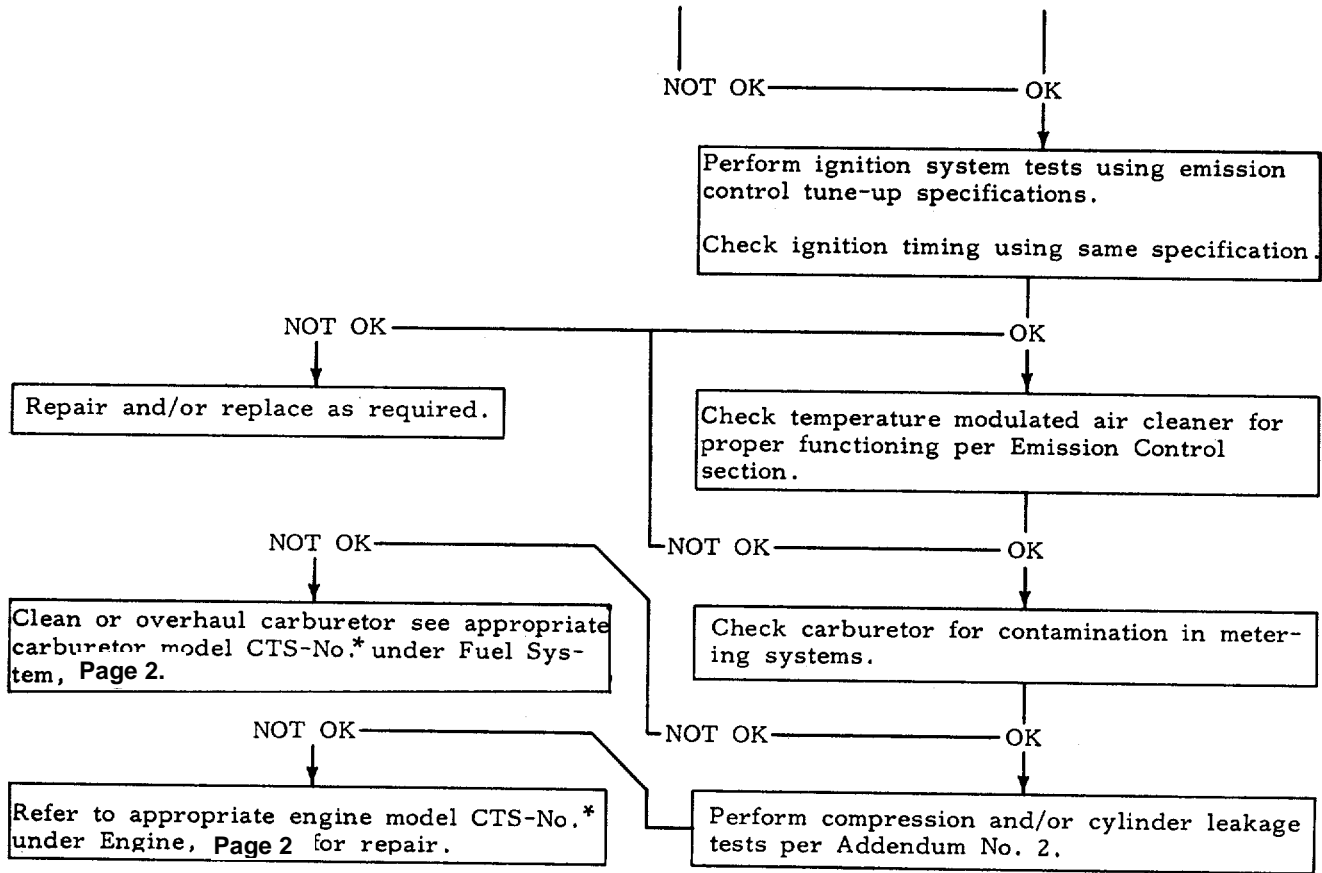 NOT OK OK
Perform ignition system tests using emission
control tune-up specifications.
Check ignition timing using same specification.
NOT OK OK
Repair and/or replace as required.
Check temperature modulated air cleaner for
proper functioning per Emission Control
section.
NOT OK NOT OK OK
Clean or overhaul carburetor see appropriate
carburetor model CTS-No.* under Fuel Sys-
tem, Page 2.
Check carburetor for contamination in meter-
ing systems.
NOT OK NOT OK OK
Refer to appropriate engine model CTS-No.*
under Engine, Page 2 for repair.
Perform compression and/or cylinder leakage
tests per Addendum No. 2.